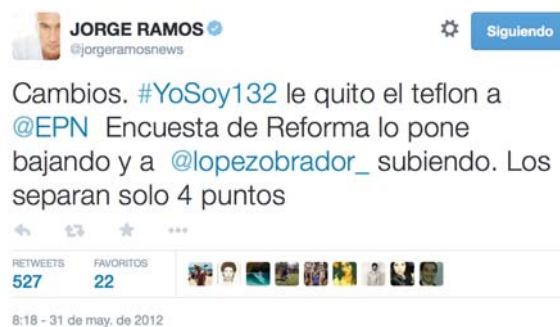 JORGE RAMOS
@jorgeramosnews
Siguiendo
Cambios. #YoSoy132 le quito el teflon a
@EPN Encuesta de Reforma lo pone
bajando y a @lopezobrador_ subiendo. Los
separan solo 4 puntos
RETWEETS FAVORITOS
527 22
8:18 - 31 de may. de 2012